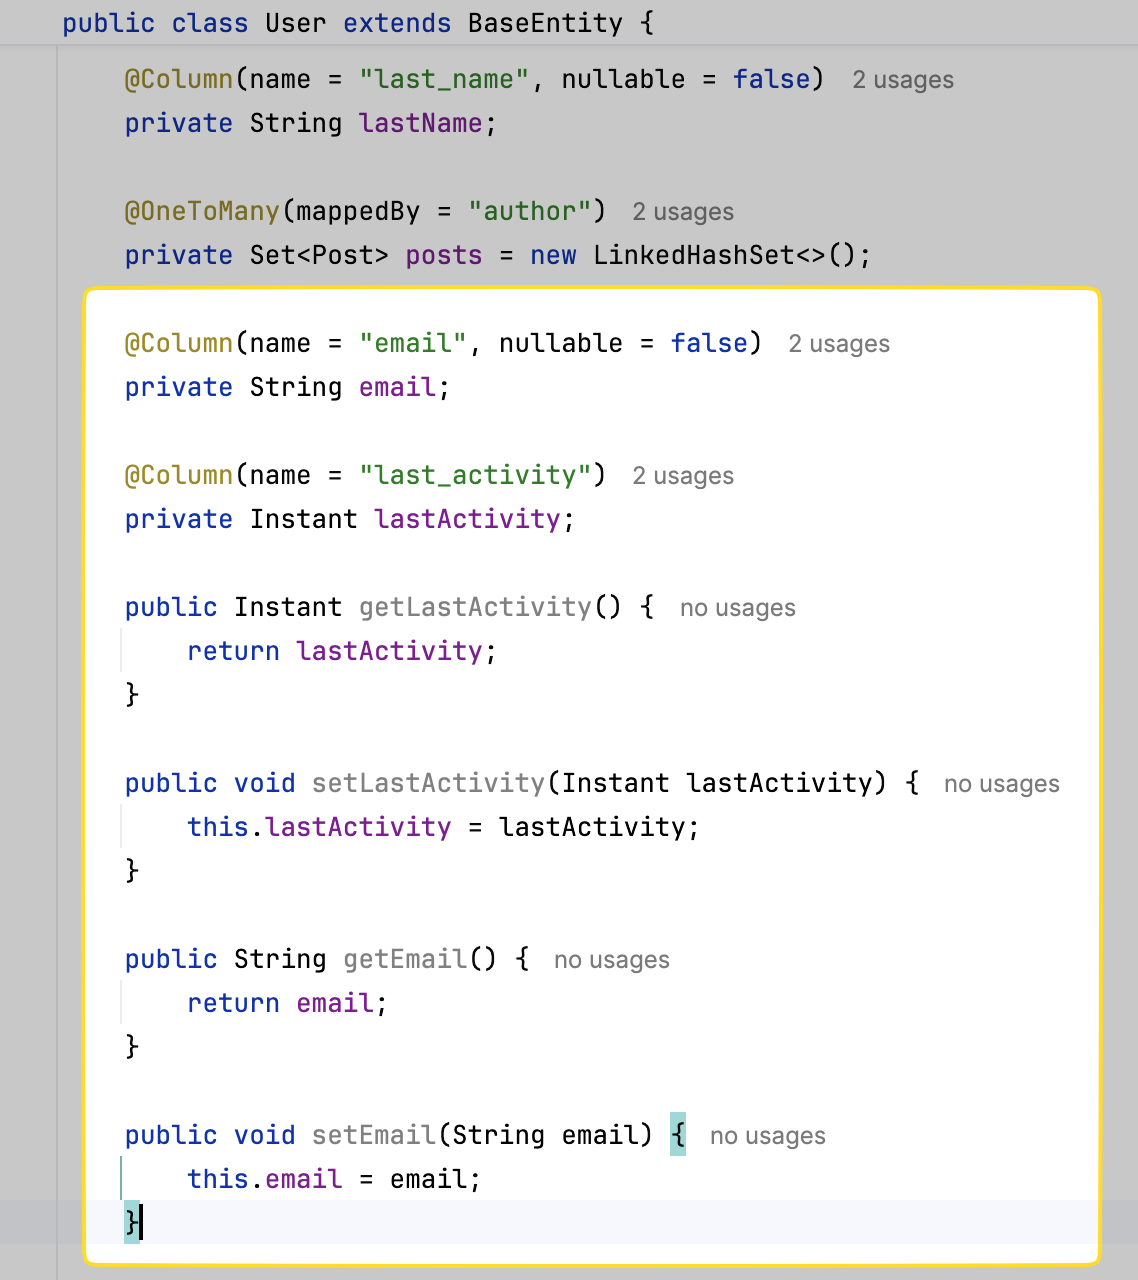 public class User extends BaseEntity {
@Column(name = "last_name", nullable = false) 2 usages
private String lastName;
@OneToMany(mappedBy = "author") 2 usages
private Set<Post> posts = new LinkedHashSet<>();
@Column(name = "email", nullable = false) 2 usages
private String email;
@Column(name = "last_activity") 2 usages
private Instant lastActivity;
public Instant getLastActivity() { no usages
return lastActivity;
}
public void setLastActivity(Instant lastActivity) { no usages
this.lastActivity = lastActivity;
}
public String getEmail() { no usages
return email;
}
public void setEmail(String email) { no usages
this.email = email;
}